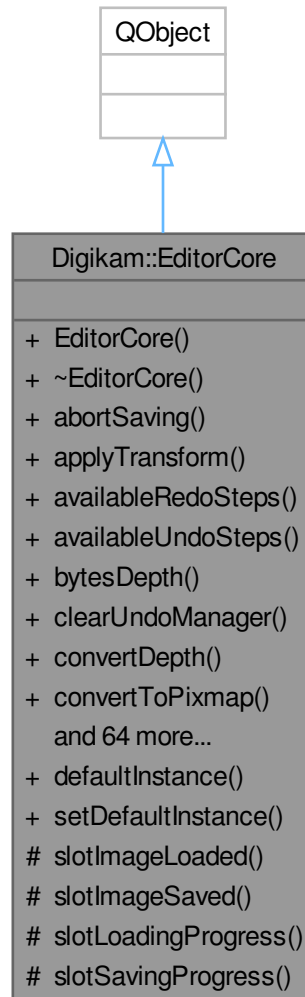 QObject
Digikam::EditorCore
+ EditorCore()
+ ~EditorCore()
+ abortSaving()
+ applyTransform()
+ availableRedoSteps()
+ availableUndoSteps()
+ bytesDepth()
+ clearUndoManager()
+ convertDepth()
+ convertToPixmap()
and 64 more...
+ defaultInstance()
+ setDefaultInstance()
# slotImageLoaded()
# slotImageSaved()
# slotLoadingProgress()
# slotSavingProgress()